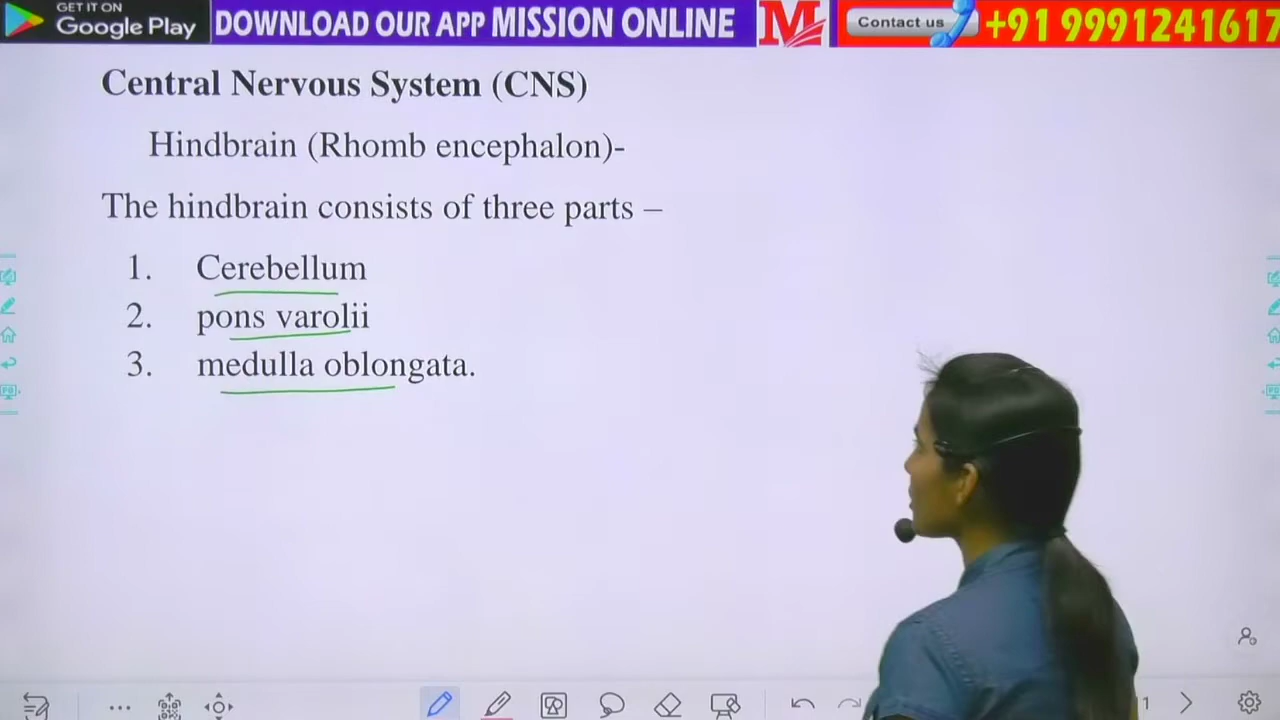 GET IT ON
Google Play
DOWNLOAD OUR APP MISSION ONLINE
M
Contact us
+91 9991241617
Central Nervous System (CNS)
Hindbrain (Rhomb encephalon)-
The hindbrain consists of three parts –
1. Cerebellum
2. pons varolii
3. medulla oblongata.
1